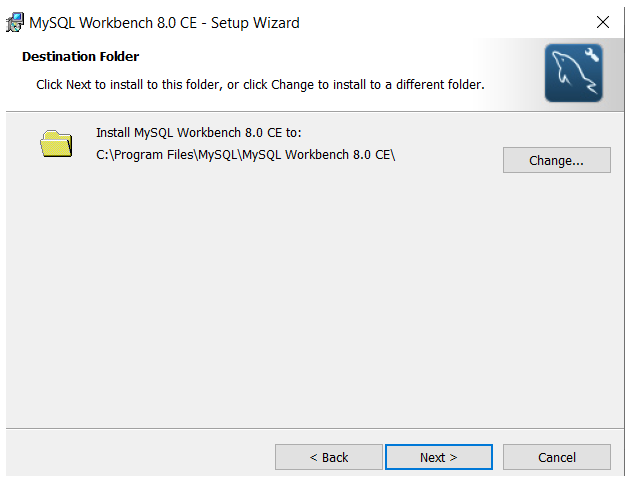 MySQL Workbench 8.0 CE - Setup Wizard
Destination Folder
Click Next to install to this folder, or click Change to install to a different folder.
Install MySQL Workbench 8.0 CE to:
C:\Program Files\MySQL\MySQL Workbench 8.0 CE\
Change...
< Back
Next >
Cancel